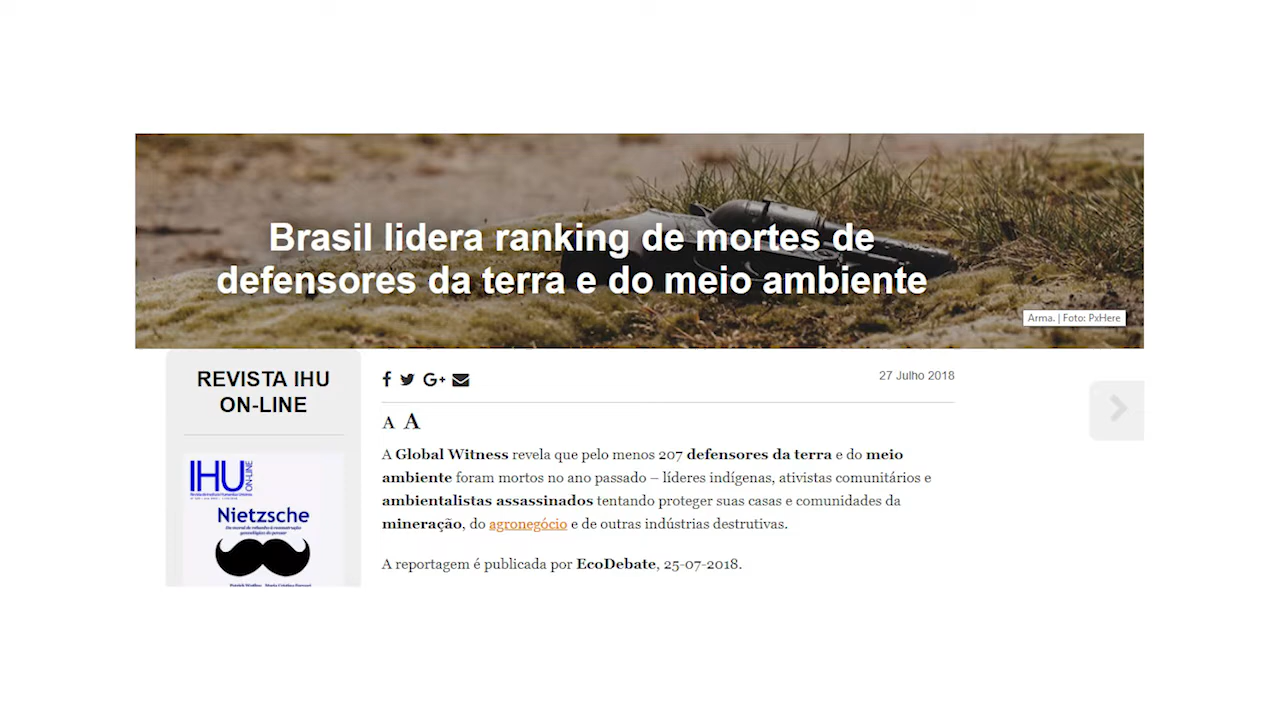 Brasil lidera ranking de mortes de
defensores da terra e do meio ambiente
Arma. | Foto: PxHere
REVISTA IHU
ON-LINE
IHU
ON-LINE
Nietzsche
27 Julho 2018
A A
A Global Witness revela que pelo menos 207 defensores da terra e do meio
ambiente foram mortos no ano passado – líderes indígenas, ativistas comunitários e
ambientalistas assassinados tentando proteger suas casas e comunidades da
mineração, do agronegócio e de outras indústrias destrutivas.
A reportagem é publicada por EcoDebate, 25-07-2018.